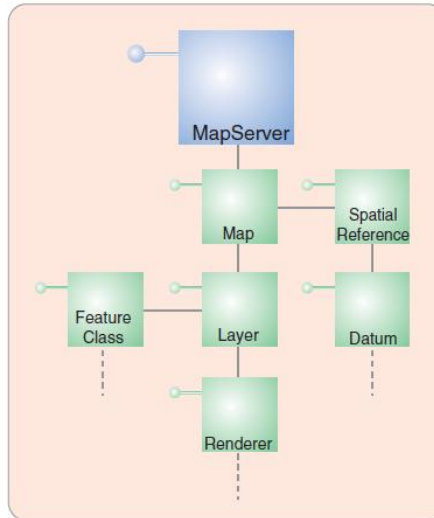 MapServer
Map
Spatial
Reference
Feature
Class
Layer
Datum
Renderer